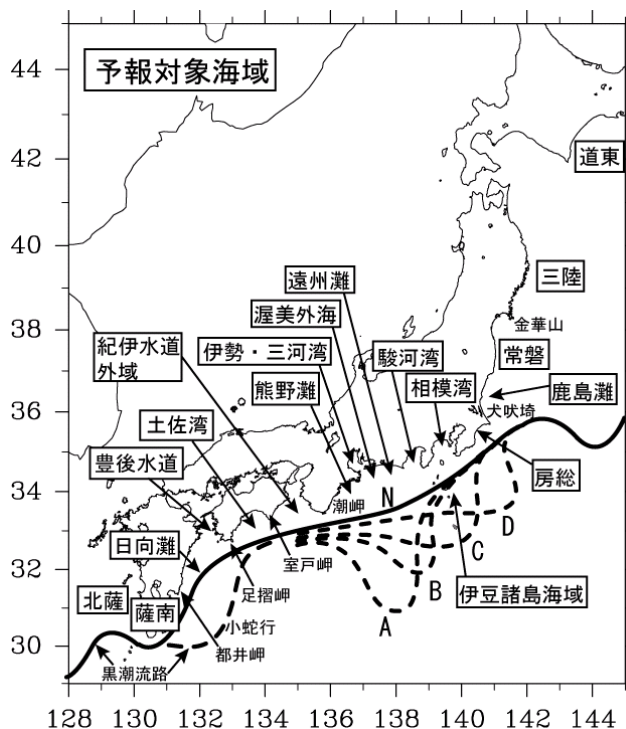 予報対象海域
44
42
40
38
36
34
32
30
128
130
132
134
136
138
140
142
144
道東
三陸
金華山
常磐
鹿島灘
犬吠埼
房総
遠州灘
渥美外海
伊勢・三河湾
駿河湾
相模湾
熊野灘
紀伊水道
外域
土佐湾
豊後水道
日向灘
北薩
薩南
潮岬
室戸岬
足摺岬
都井岬
小蛇行
黒潮流路
伊豆諸島海域
N
A
B
C
D